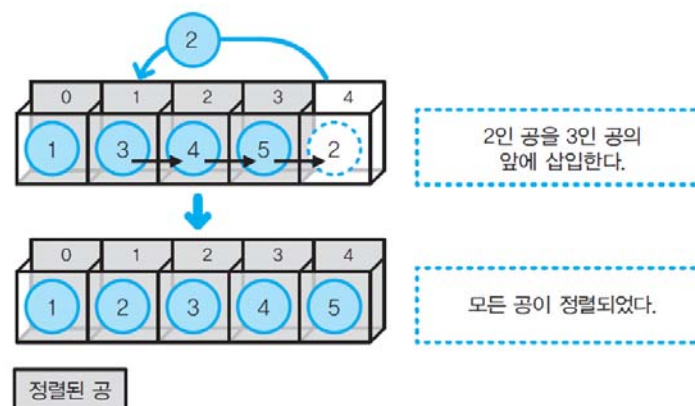 2
0 1 2 3 4
1 3 4 5 2
2인 공을 3인 공의
앞에 삽입한다.
0 1 2 3 4
1 2 3 4 5
모든 공이 정렬되었다.
정렬된 공